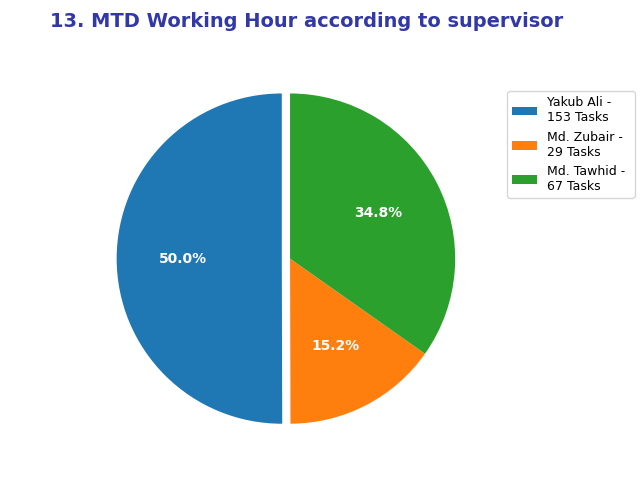 13. MTD Working Hour according to supervisor
Yakub Ali -
153 Tasks
Md. Zubair -
29 Tasks
Md. Tawhid -
67 Tasks
34.8%
50.0%
15.2%